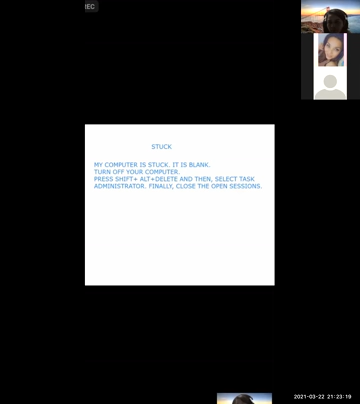 IEC
STUCK
MY COMPUTER IS STUCK. IT IS BLANK.
TURN OFF YOUR COMPUTER.
PRESS SHIFT+ ALT+DELETE AND THEN, SELECT TASK
ADMINISTRATOR. FINALLY, CLOSE THE OPEN SESSIONS.
2021-03-22 21:23:19